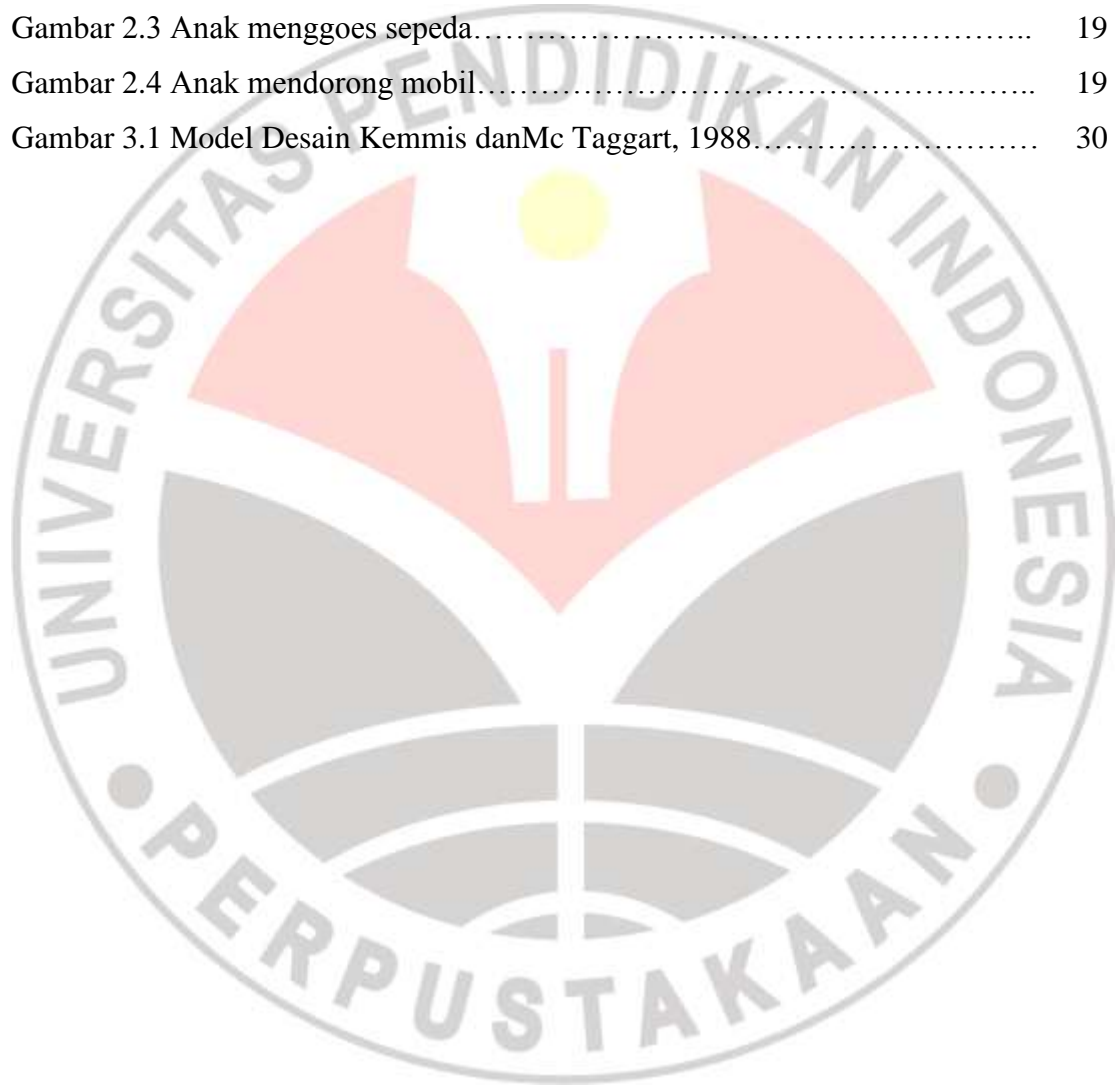 Gambar 2.3 Anak menggoes sepeda……………………………………………….. 19
Gambar 2.4 Anak mendorong mobil……………………………………………….. 19
Gambar 3.1 Model Desain Kemmis danMc Taggart, 1988……………………… 30
UNIVERSITAS PENDIDIKAN INDONESIA
• PERPUSTAKAAN •